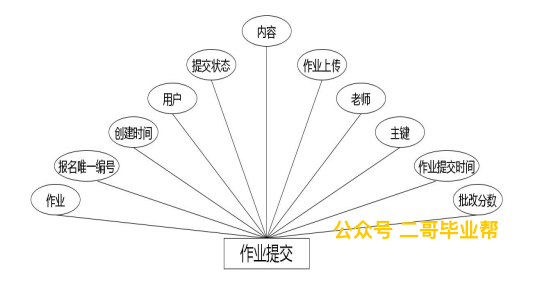 内容
提交状态
作业上传
用户
老师
创建时间
主键
报名唯一编号
作业提交时间
作业
批改分数
公众号 二哥毕业帮
作业提交